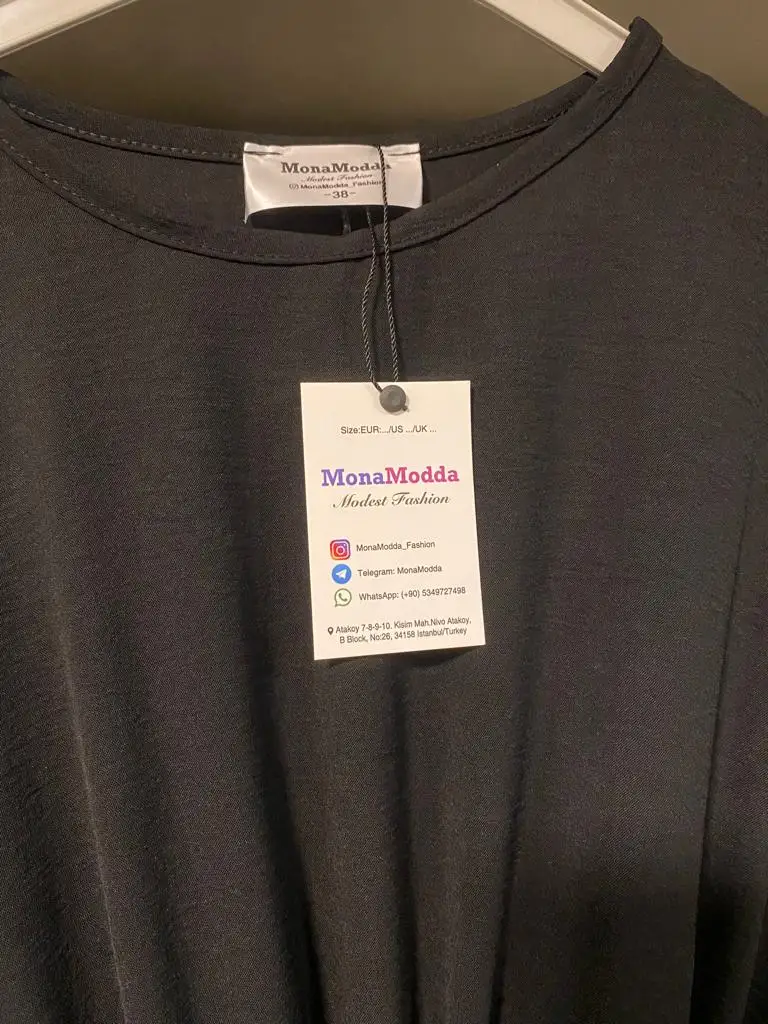 MonaModda
Modest Fashion
MonaModda_Fashion
-38-
Size:EUR:.../US .../UK ...
MonaModda
Modest Fashion
MonaModda_Fashion
Telegram: MonaModda
WhatsApp: (+90) 5349727498
Atakoy 7-8-9-10. Kisim Mah.Nivo Atakoy,
B Block, No:26, 34158 İstanbul/Turkey